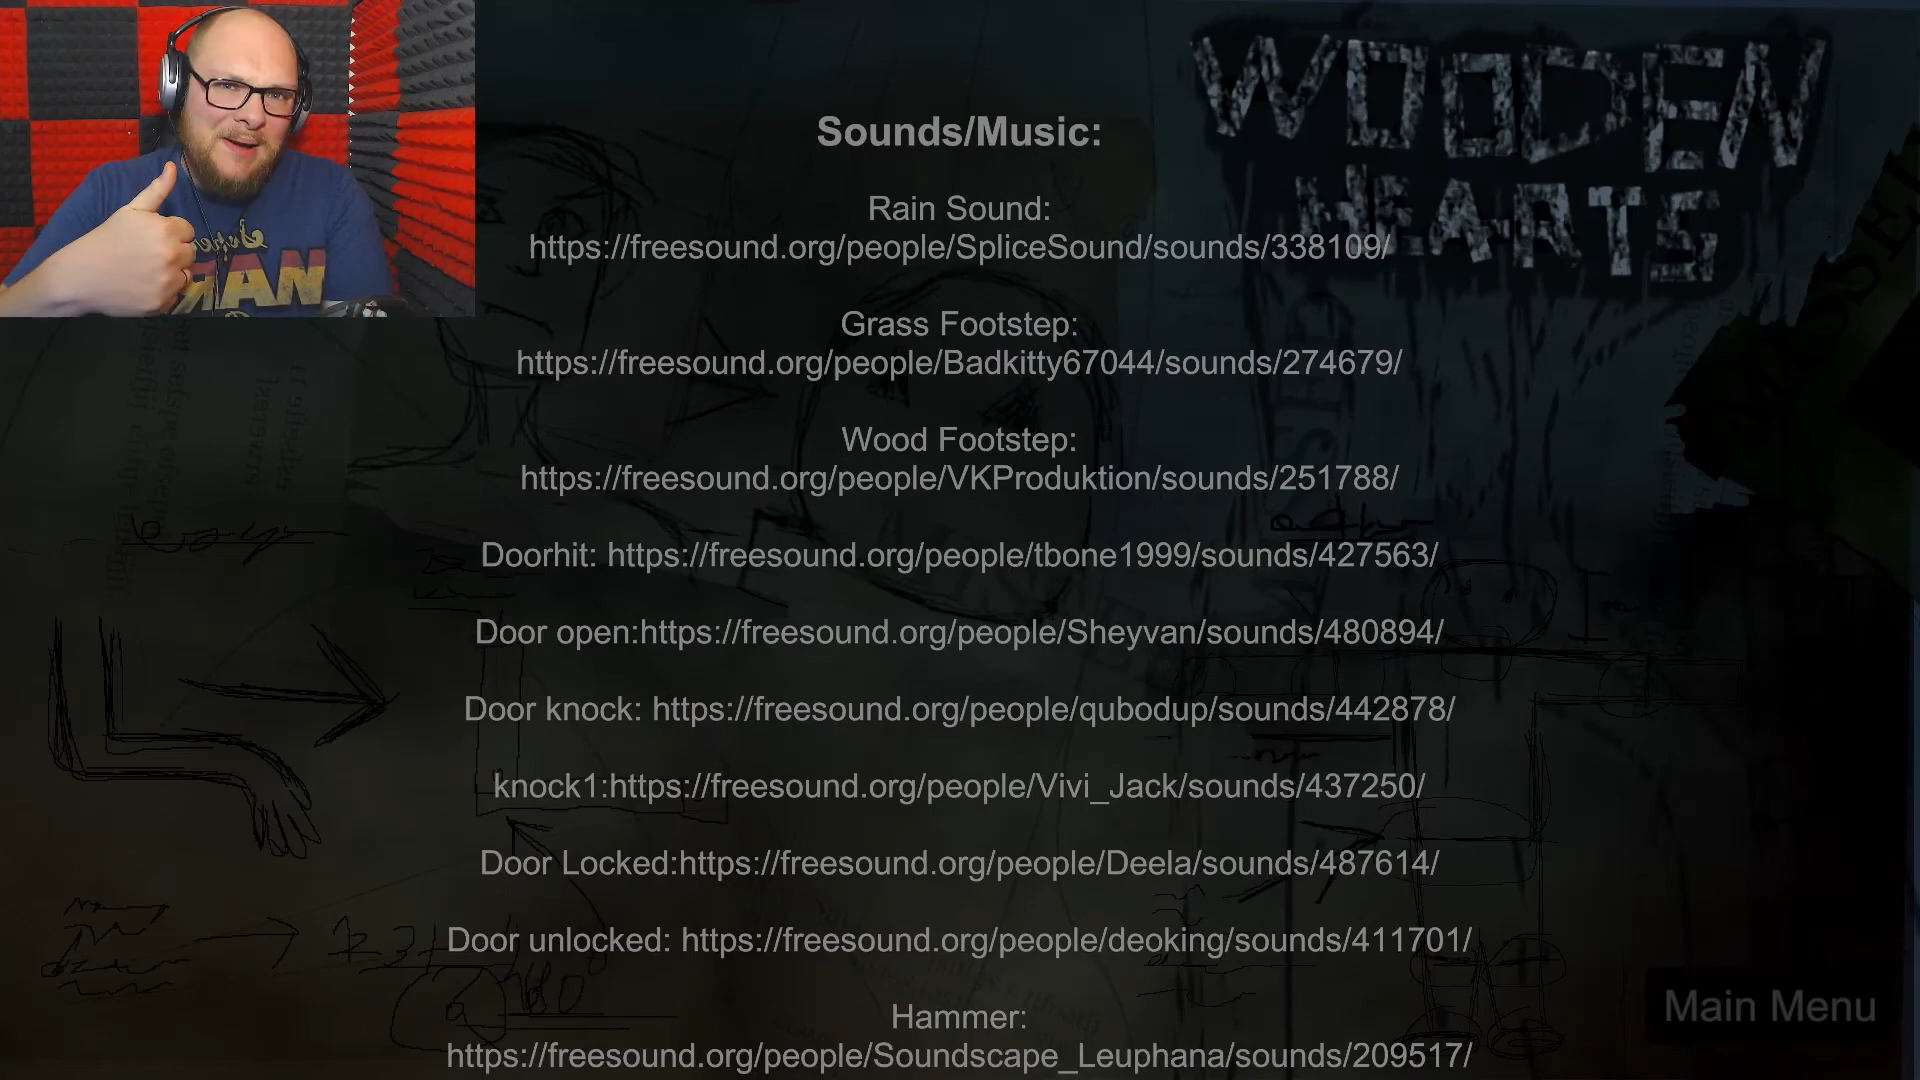 WOODEN
HEARTS
Sounds/Music:
Rain Sound:
https://freesound.org/people/SpliceSound/sounds/338109/
Grass Footstep:
https://freesound.org/people/Badkitty67044/sounds/274679/
Wood Footstep:
https://freesound.org/people/VKProduktion/sounds/251788/
Doorhit: https://freesound.org/people/tbone1999/sounds/427563/
Door open:https://freesound.org/people/Sheyvan/sounds/480894/
Door knock: https://freesound.org/people/qubodup/sounds/442878/
knock1:https://freesound.org/people/Vivi_Jack/sounds/437250/
Door Locked:https://freesound.org/people/Deela/sounds/487614/
Door unlocked: https://freesound.org/people/deoking/sounds/411701/
Hammer:
https://freesound.org/people/Soundscape_Leuphana/sounds/209517/
Main Menu